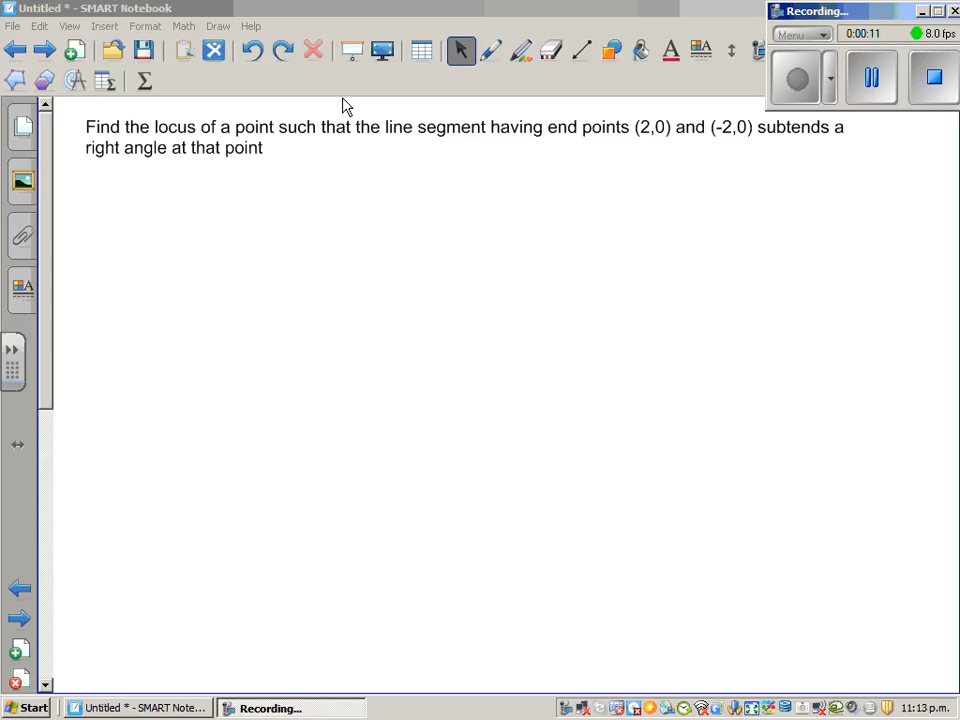 Untitled * - SMART Notebook
Recording...
File Edit View Insert Format Math Draw Help
Menu
0:00:11
8.0 fps
Find the locus of a point such that the line segment having end points (2,0) and (-2,0) subtends a
right angle at that point
Start
Untitled * - SMART Note...
Recording...
11:13 p.m.